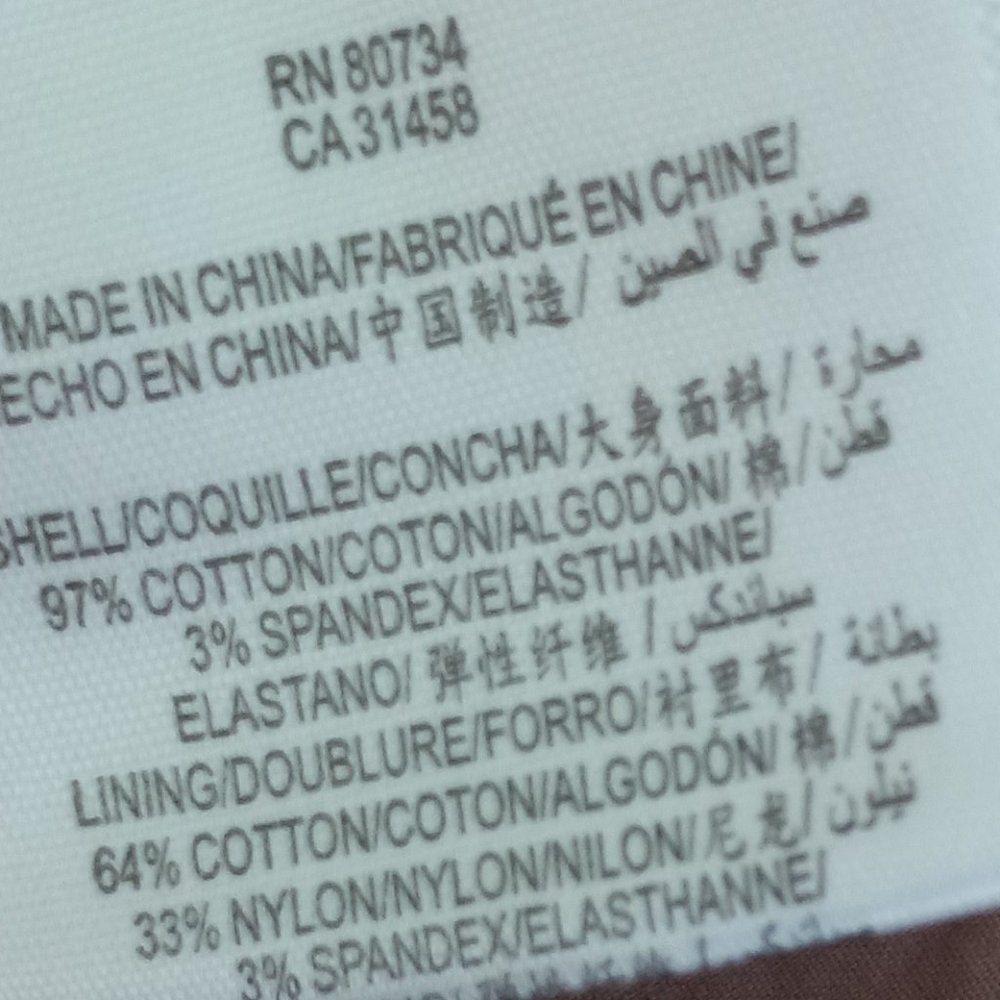 RN 80734
CA 31458
MADE IN CHINA/FABRIQUÉ EN CHINE/
ECHO EN CHINA/ 中国制造/ صنع في الصين
SHELL/COQUILLE/CONCHA/大身面料/ محارة
97% COTTON/COTON/ALGODÓN/ 棉/ قطن
3% SPANDEX/ELASTHANNE/
ELASTANO/ 弹性纤维 / سباندكس
LINING/DOUBLURE/FORRO/衬里布/ بطانة
64% COTTON/COTON/ALGODÓN/ 棉/ قطن
33% NYLON/NYLON/NILON/尼龙/ نيلون
3% SPANDEX/ELASTHANNE/